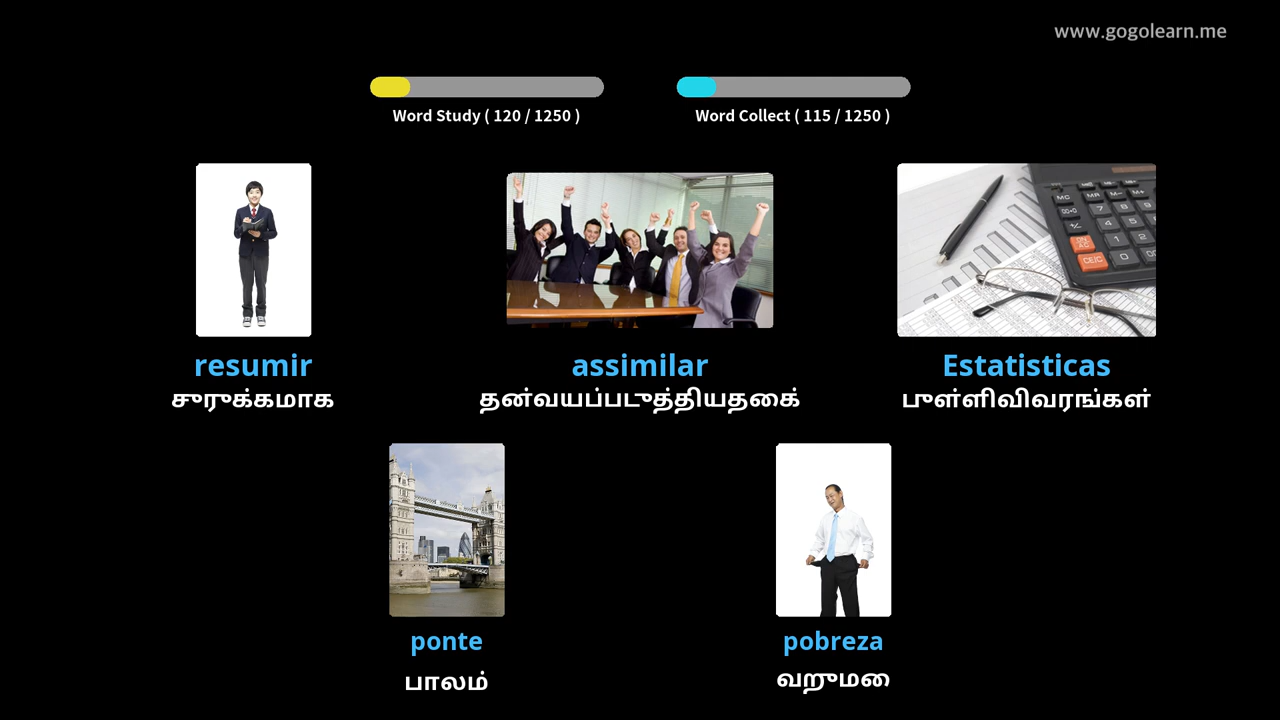 www.gogolearn.me
Word Study ( 120 / 1250 )
Word Collect ( 115 / 1250 )
resumir
assimilar
Estatisticas
சுருக்கமாக
தன்வயப்படுத்தியதகை்
புள்ளிவிவரங்கள்
ponte
pobreza
பாலம்
வறுமை